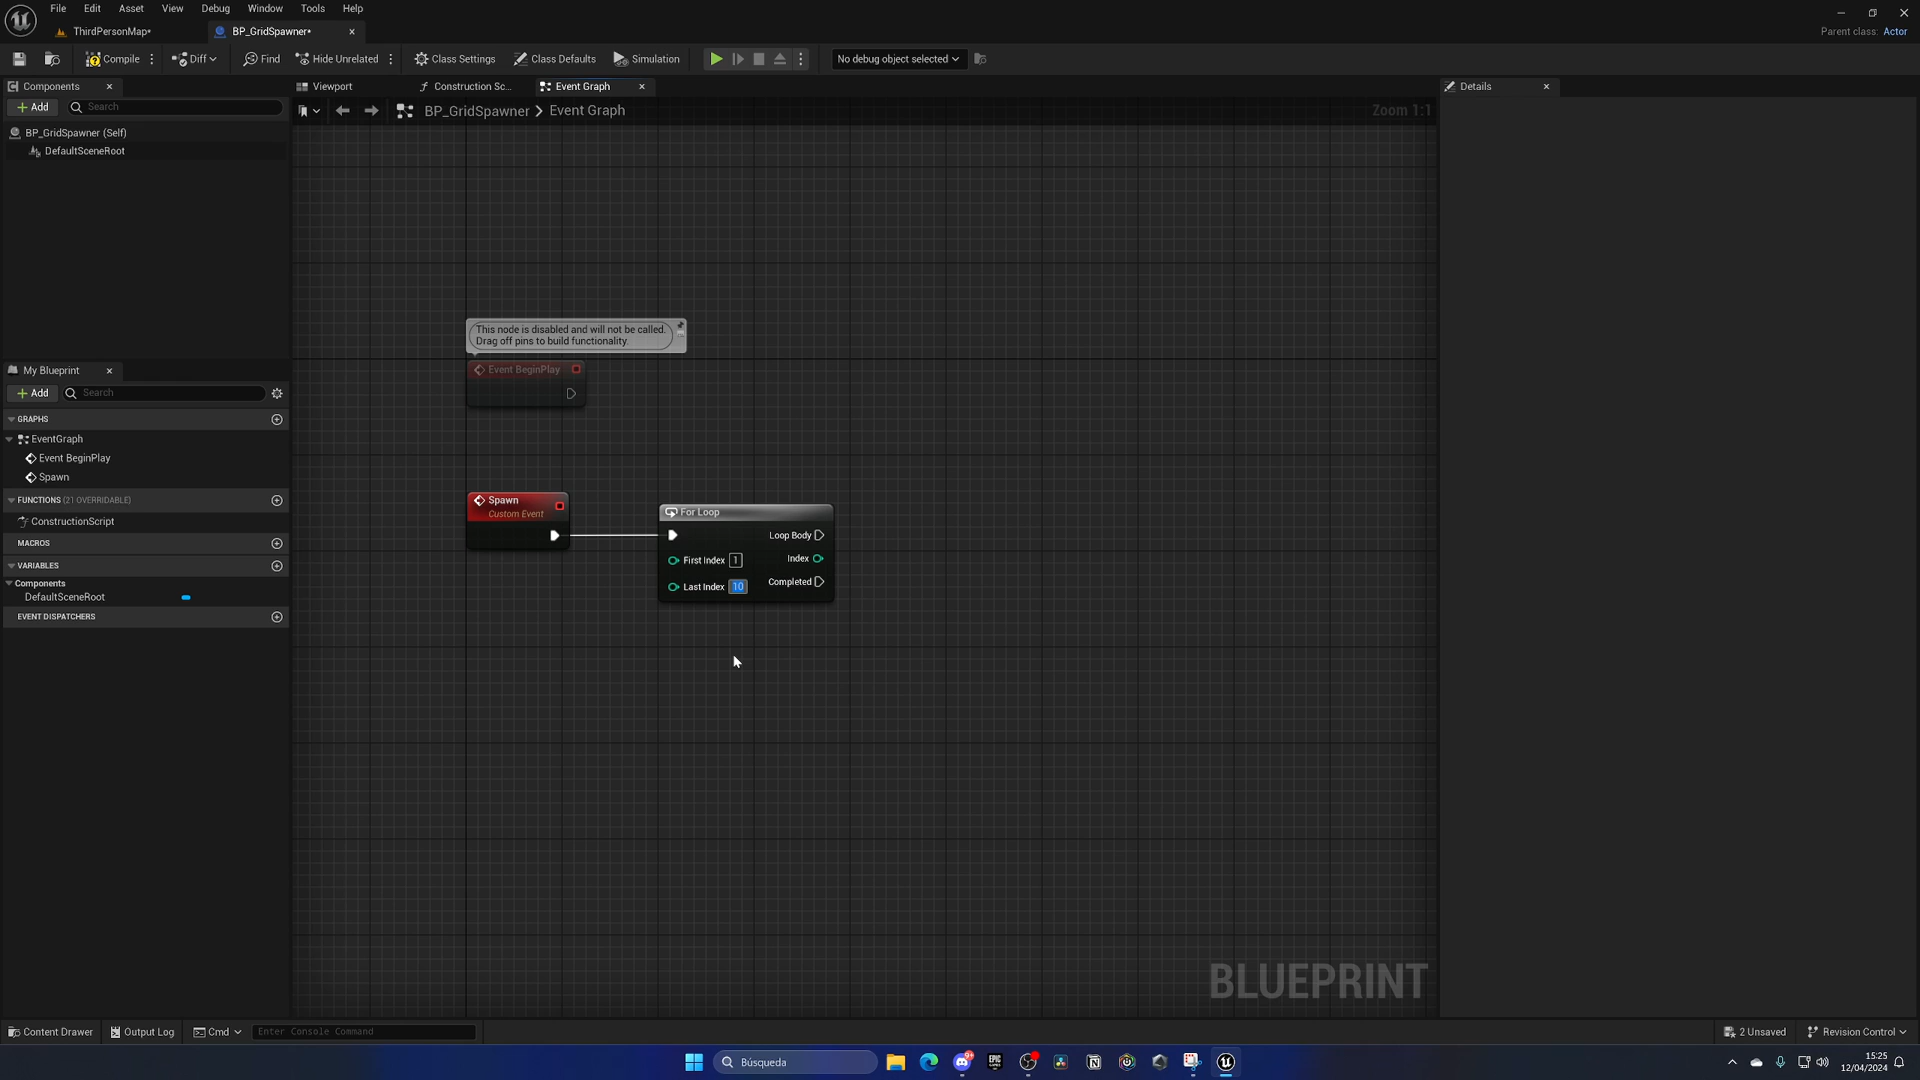 File Edit Asset View Debug Window Tools Help
ThirdPersonMap*
BP_GridSpawner*
Parent class: Actor
Compile
Diff
Find
Hide Unrelated
Class Settings
Class Defaults
Simulation
No debug object selected
Components
Viewport
Construction Sc...
Event Graph
Details
Add
Search
BP_GridSpawner > Event Graph
Zoom 1:1
BP_GridSpawner (Self)
DefaultSceneRoot
This node is disabled and will not be called.
Drag off pins to build functionality.
Event BeginPlay
My Blueprint
Add
Search
GRAPHS
EventGraph
Event BeginPlay
Spawn
FUNCTIONS (21 OVERRIDABLE)
ConstructionScript
MACROS
VARIABLES
Components
DefaultSceneRoot
EVENT DISPATCHERS
Spawn
Custom Event
For Loop
Loop Body
First Index 1
Index
Last Index 10
Completed
BLUEPRINT
Content Drawer
Output Log
Cmd
Enter Console Command
2 Unsaved
Revision Control
Búsqueda
9+
EPIC
15:25
12/04/2024